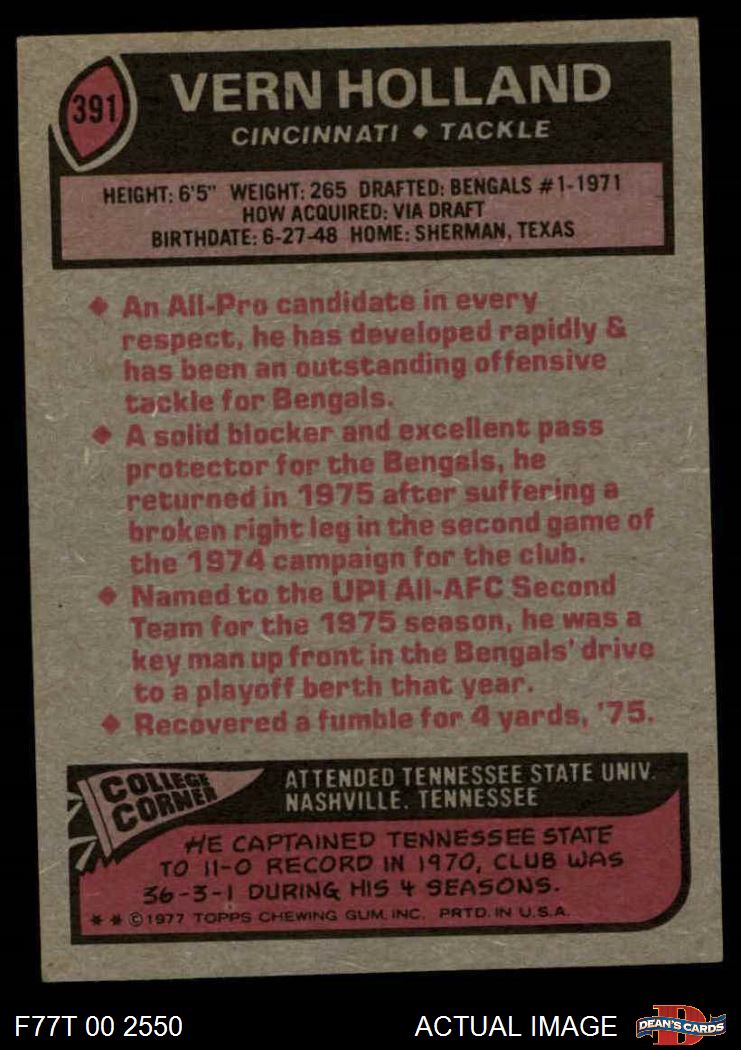 391
VERN HOLLAND
CINCINNATI ◆ TACKLE
HEIGHT: 6'5" WEIGHT: 265 DRAFTED: BENGALS #1-1971
HOW ACQUIRED: VIA DRAFT
BIRTHDATE: 6-27-48 HOME: SHERMAN, TEXAS
◆ An All-Pro candidate in every
respect, he has developed rapidly &
has been an outstanding offensive
tackle for Bengals.
◆ A solid blocker and excellent pass
protector for the Bengals, he
returned in 1975 after suffering a
broken right leg in the second game of
the 1974 campaign for the club.
◆ Named to the UPI All-AFC Second
Team for the 1975 season, he was a
key man up front in the Bengals' drive
to a playoff berth that year.
◆ Recovered a fumble for 4 yards, '75.
COLLEGE
CORNER
ATTENDED TENNESSEE STATE UNIV.
NASHVILLE, TENNESSEE
HE CAPTAINED TENNESSEE STATE
TO 11-0 RECORD IN 1970, CLUB WAS
36-3-1 DURING HIS 4 SEASONS.
* * © 1977 TOPPS CHEWING GUM, INC. PRTD. IN U.S.A.
F77T 00 2550
ACTUAL IMAGE
DEAN'S CARDS